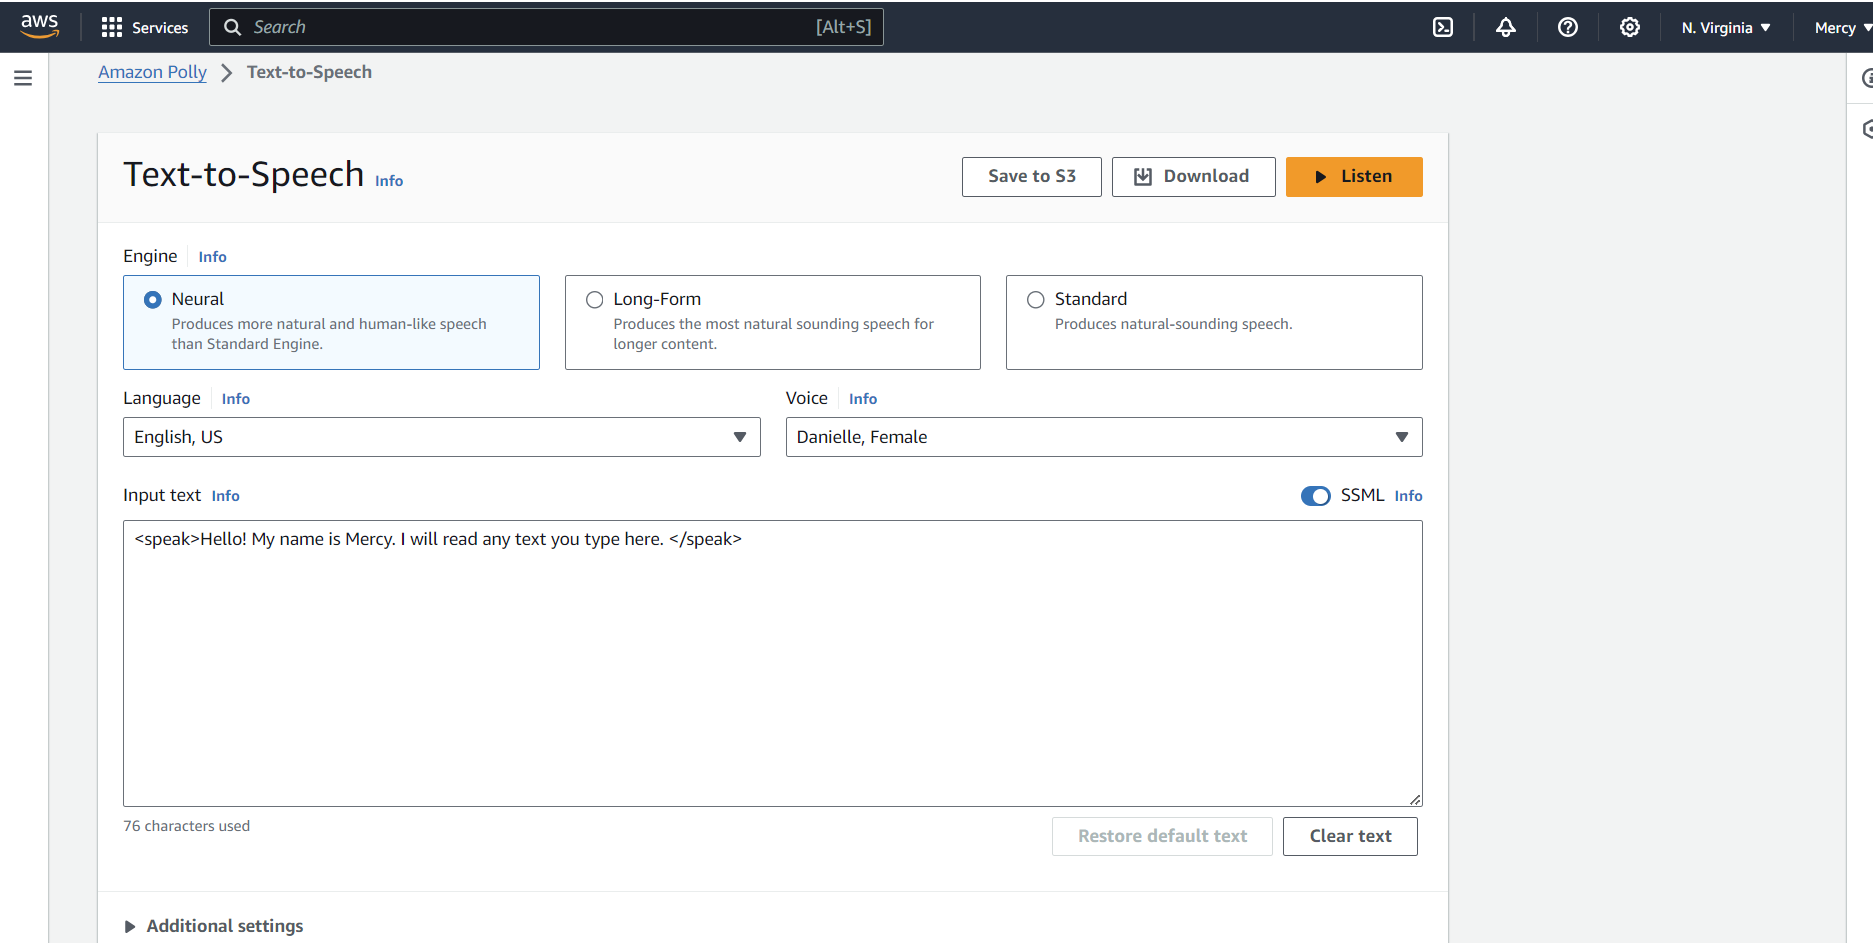 aws Services Search [Alt+S] N. Virginia Mercy
Amazon Polly Text-to-Speech
Text-to-Speech Info Save to S3 Download Listen
Engine Info
Neural
Produces more natural and human-like speech
than Standard Engine.
Long-Form
Produces the most natural sounding speech for
longer content.
Standard
Produces natural-sounding speech.
Language Info
English, US
Voice Info
Danielle, Female
Input text Info SSML Info
<speak>Hello! My name is Mercy. I will read any text you type here. </speak>
76 characters used
Restore default text Clear text
Additional settings